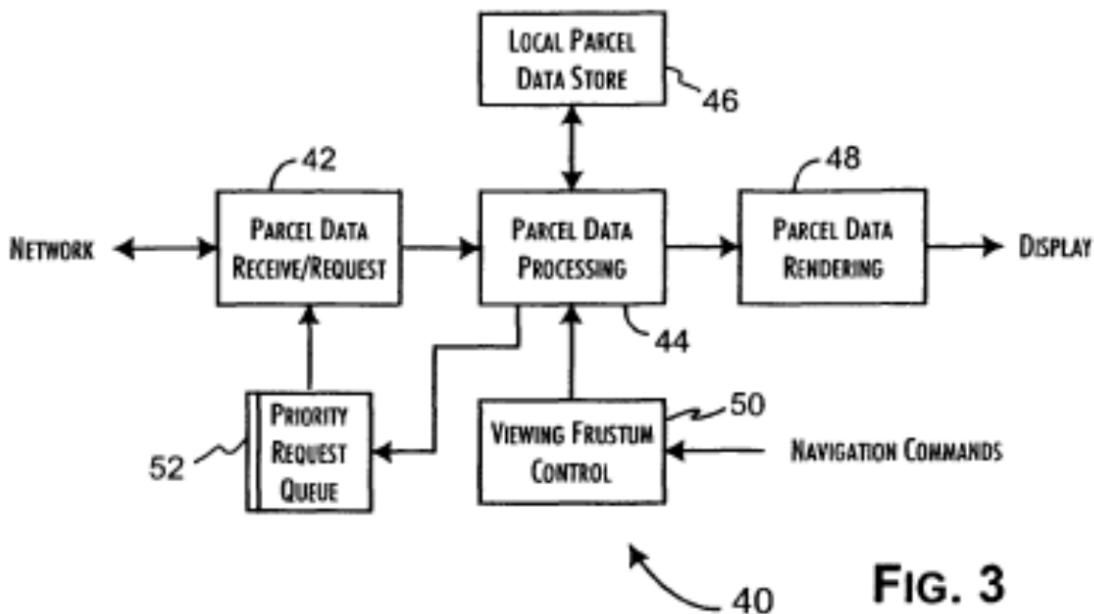 LOCAL PARCEL
DATA STORE
46
42
48
NETWORK
PARCEL DATA
RECEIVE/REQUEST
PARCEL DATA
PROCESSING
PARCEL DATA
RENDERING
DISPLAY
44
PRIORITY
REQUEST
QUEUE
52
VIEWING FRUSTUM
CONTROL
50
NAVIGATION COMMANDS
40
FIG. 3